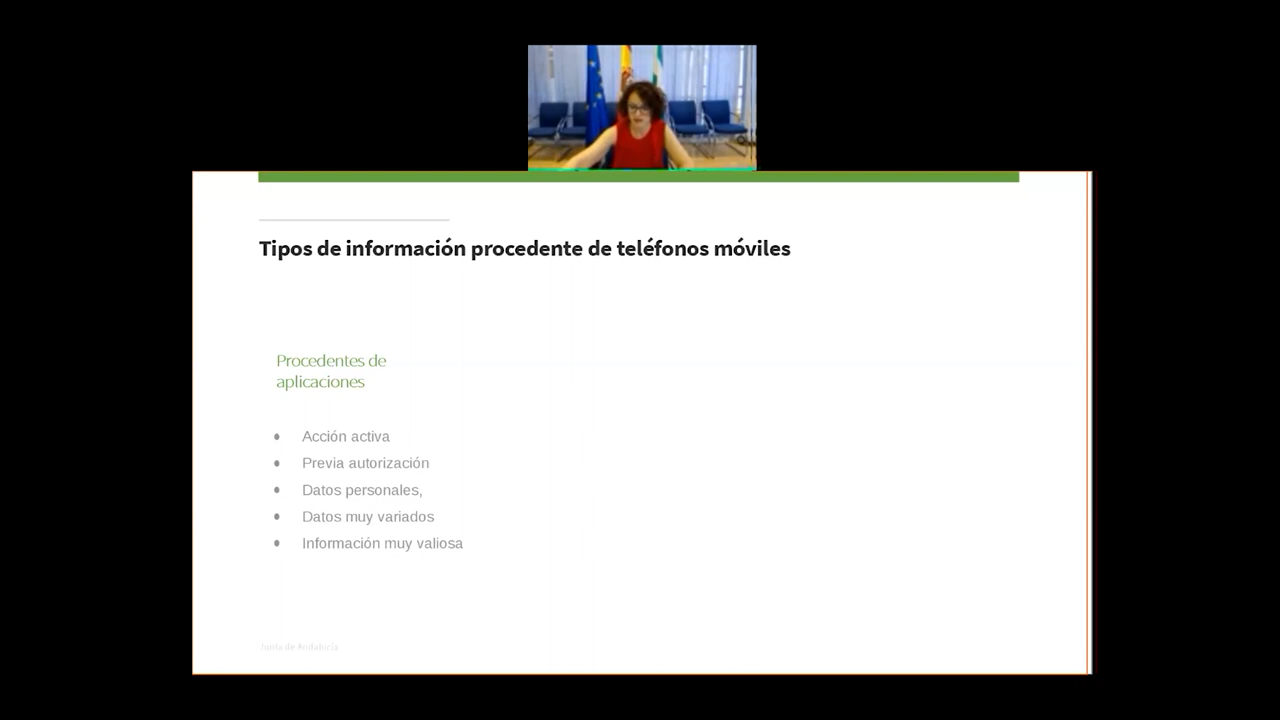 Tipos de información procedente de teléfonos móviles
Procedentes de
aplicaciones
Acción activa
Previa autorización
Datos personales,
Datos muy variados
Información muy valiosa
Junta de Andalucía